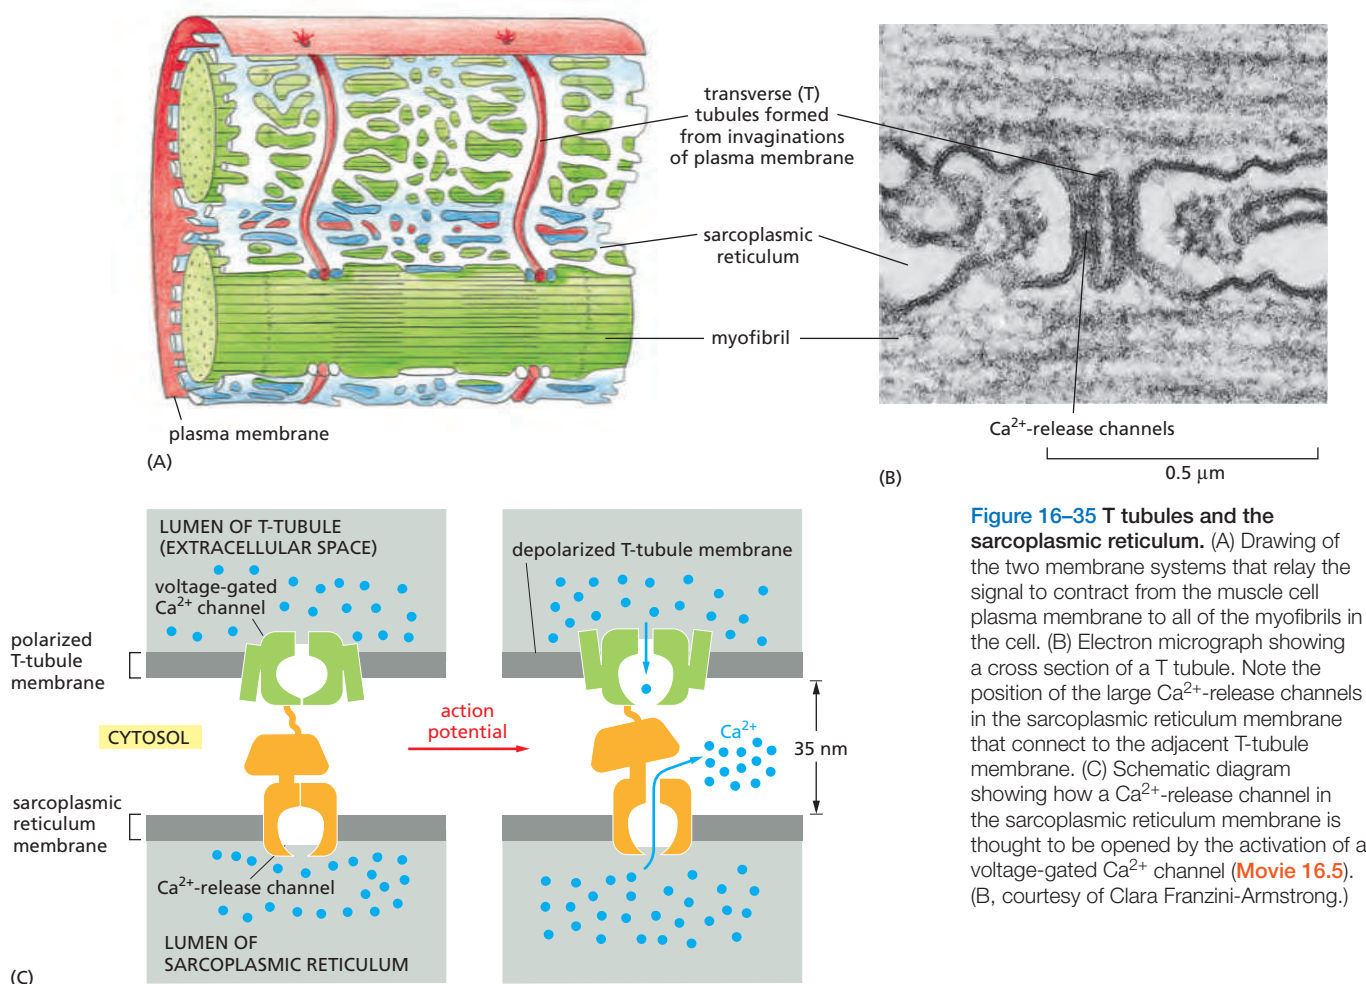 transverse (T)
tubules formed
from invaginations
of plasma membrane
sarcoplasmic
reticulum
myofibril
plasma membrane
(A)
Ca²⁺-release channels
0.5 μm
(B)
LUMEN OF T-TUBULE
(EXTRACELLULAR SPACE)
voltage-gated
Ca²⁺ channel
polarized
T-tubule
membrane
CYTOSOL
sarcoplasmic
reticulum
membrane
Ca²⁺-release channel
LUMEN OF
SARCOPLASMIC RETICULUM
action
potential
depolarized T-tubule membrane
Ca²⁺
35 nm
(C)
Figure 16–35 T tubules and the
sarcoplasmic reticulum. (A) Drawing of
the two membrane systems that relay the
signal to contract from the muscle cell
plasma membrane to all of the myofibrils in
the cell. (B) Electron micrograph showing
a cross section of a T tubule. Note the
position of the large Ca²⁺-release channels
in the sarcoplasmic reticulum membrane
that connect to the adjacent T-tubule
membrane. (C) Schematic diagram
showing how a Ca²⁺-release channel in
the sarcoplasmic reticulum membrane is
thought to be opened by the activation of a
voltage-gated Ca²⁺ channel (Movie 16.5).
(B, courtesy of Clara Franzini-Armstrong.)